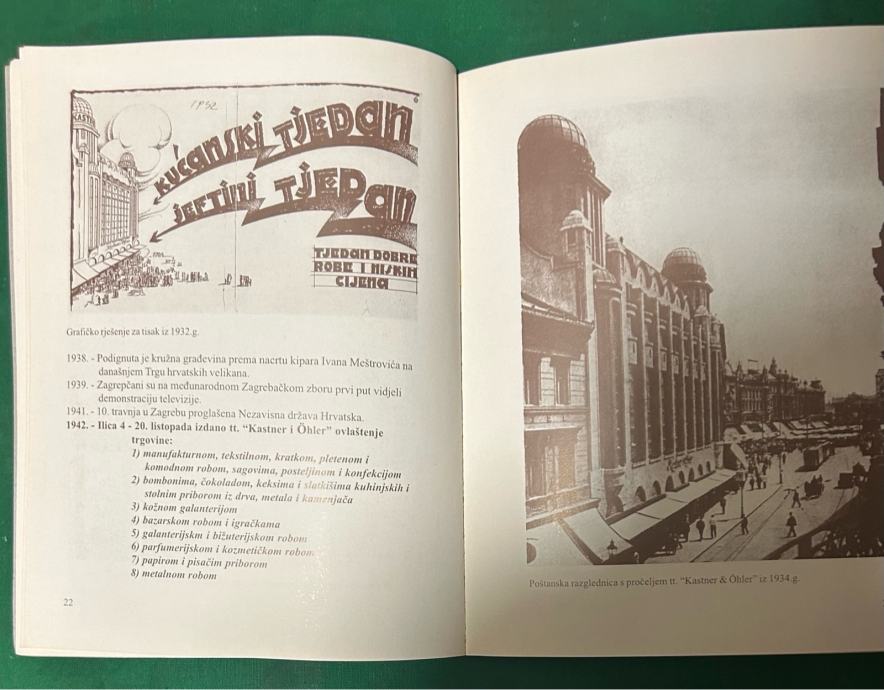 KAST
1932
6
KUĆANSKI TJEDAN
JEFTINI TJEDAN
TJEDAN DOBRE
ROBE I NISKIH
CIJENA
Grafičko rješenje za tisak iz 1932.g.
1938. - Podignuta je kružna građevina prema nacrtu kipara Ivana Meštrovića na
današnjem Trgu hrvatskih velikana.
1939. - Zagrepčani su na međunarodnom Zagrebačkom zboru prvi put vidjeli
demonstraciju televizije.
1941. - 10. travnja u Zagrebu proglašena Nezavisna država Hrvatska.
1942. - Ilica 4 - 20. listopada izdano tt. “Kastner i Öhler” ovlaštenje
trgovine:
1) manufakturnom, tekstilnom, kratkom, pletenom i
komodnom robom, sagovima, posteljinom i konfekcijom
2) bombonima, čokoladom, keksima i slatkišima kuhinjskih i
stolnim priborom iz drva, metala i kamenjača
3) kožnom galanterijom
4) bazarskom robom i igračkama
5) galanterijskm i bižuterijskom robom
6) parfumerijskom i kozmetičkom robom
7) papirom i pisaćim priborom
8) metalnom robom
22
Poštanska razglednica s pročeljem tt. “Kastner & Öhler” iz 1934.g.